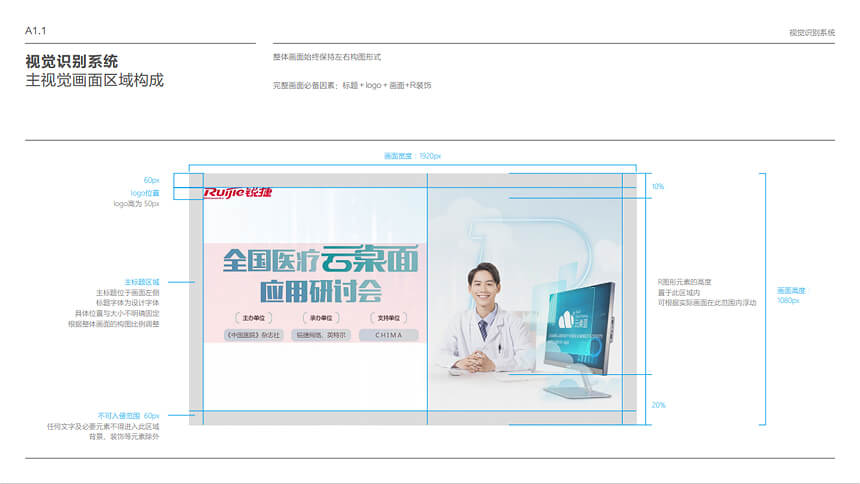 A1.1
视觉识别系统
视觉识别系统
主视觉画面区域构成
整体画面始终保持左右构图形式
完整画面必备因素：标题+logo+画面+R装饰
画面宽度：1920px
60px
logo位置
logo高为 50px
10%
Ruijie锐捷
全国医疗云桌面
应用研讨会
主办单位 承办单位 支持单位
《中国医院》杂志社 锐捷网络、英特尔 CHIMA
云桌面
主标题区域
主标题位于画面左侧
标题字体为设计字体
具体位置与大小不明确固定
根据整体画面的构图比例调整
R图形元素的高度
置于此区域内
可根据实际画面在此范围内浮动
画面高度
1080px
20%
不可入侵范围 60px
任何文字及必要元素不得进入此区域
背景、装饰等元素除外